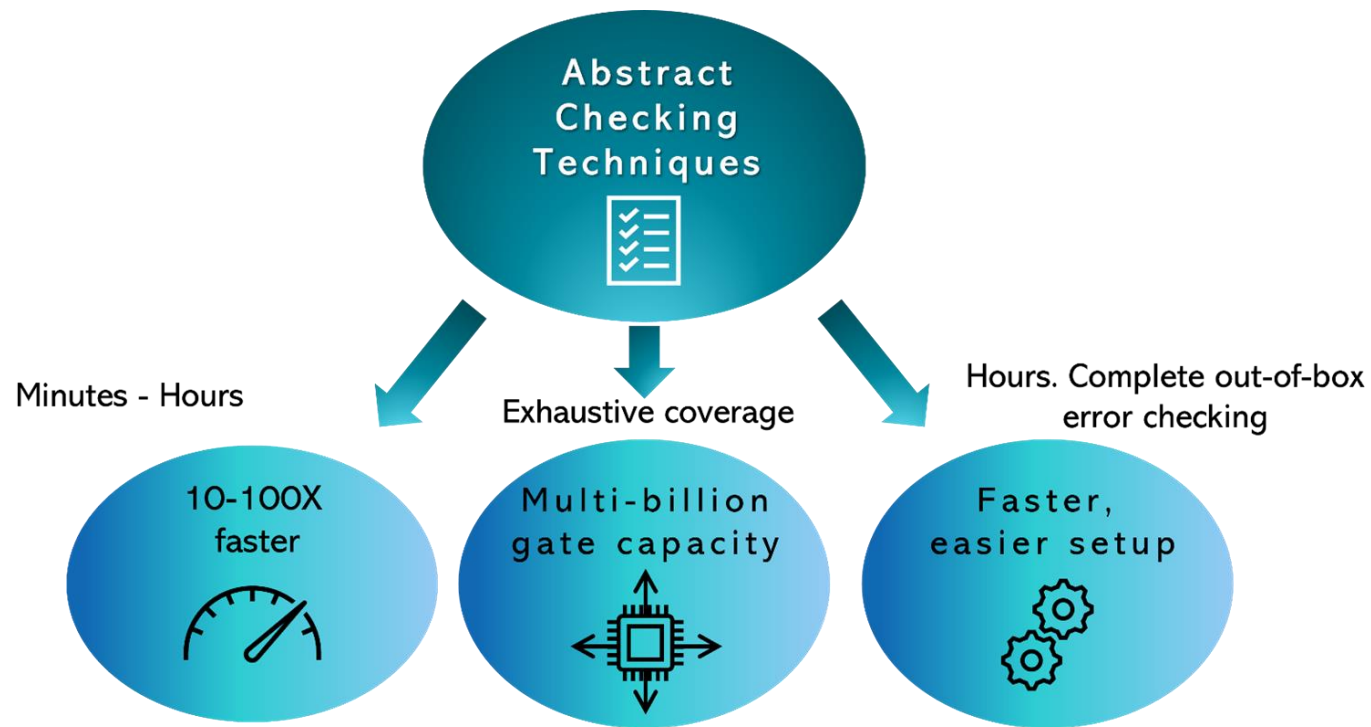 Abstract
Checking
Techniques
Minutes - Hours
Exhaustive coverage
Hours. Complete out-of-box
error checking
10-100X
faster
Multi-billion
gate capacity
Faster,
easier setup